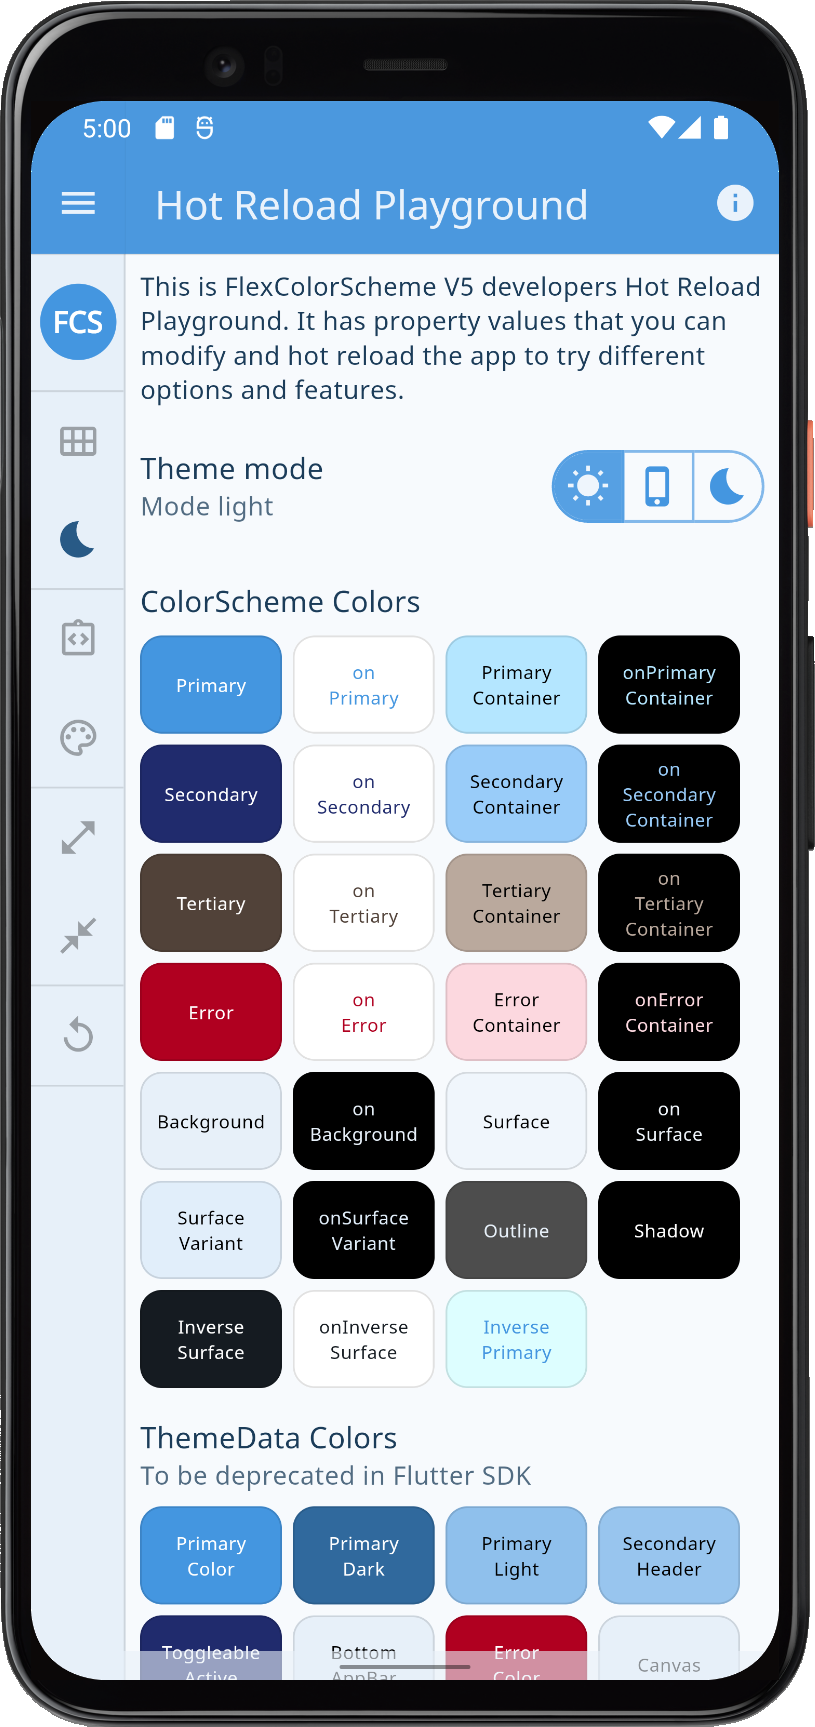 5:00
Hot Reload Playground
i
FCS
This is FlexColorScheme V5 developers Hot Reload
Playground. It has property values that you can
modify and hot reload the app to try different
options and features.
Theme mode
Mode light
ColorScheme Colors
Primary
on
Primary
Primary
Container
onPrimary
Container
Secondary
on
Secondary
Secondary
Container
on
Secondary
Container
Tertiary
on
Tertiary
Tertiary
Container
on
Tertiary
Container
Error
on
Error
Error
Container
onError
Container
Background
on
Background
Surface
on
Surface
Surface
Variant
onSurface
Variant
Outline
Shadow
Inverse
Surface
onInverse
Surface
Inverse
Primary
ThemeData Colors
To be deprecated in Flutter SDK
Primary
Color
Primary
Dark
Primary
Light
Secondary
Header
Toggleable
Active
Bottom
AppBar
Error
Color
Canvas